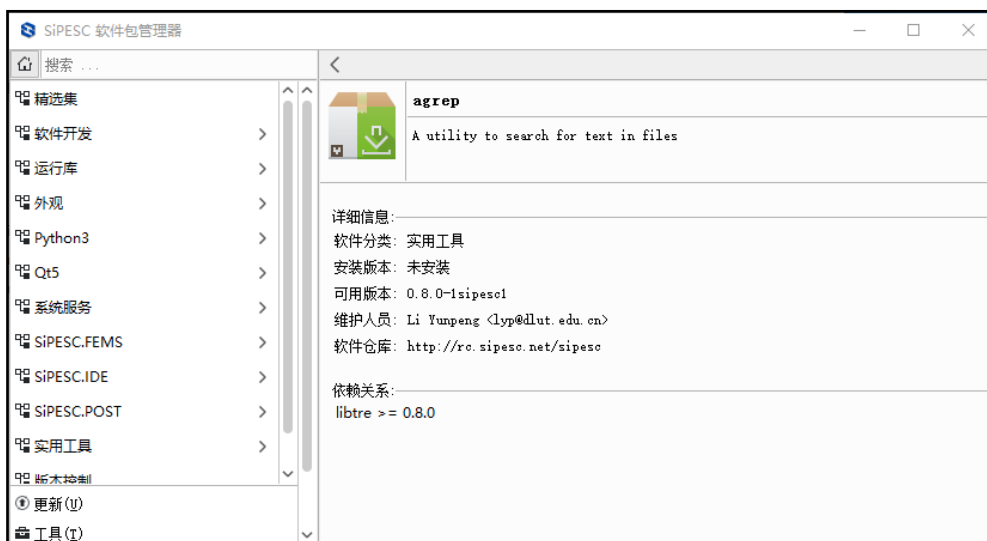 SiPESC 软件包管理器
搜索 ...
精选集
软件开发
运行库
外观
Python3
Qt5
系统服务
SiPESC.FEMS
SiPESC.IDE
SiPESC.POST
实用工具
版本控制
更新(U)
工具(T)
agrep
A utility to search for text in files
详细信息:
软件分类: 实用工具
安装版本: 未安装
可用版本: 0.8.0-1sipesc1
维护人员: Li Yunpeng <lyp@dlut.edu.cn>
软件仓库: http://rc.sipesc.net/sipesc
依赖关系:
libtre >= 0.8.0